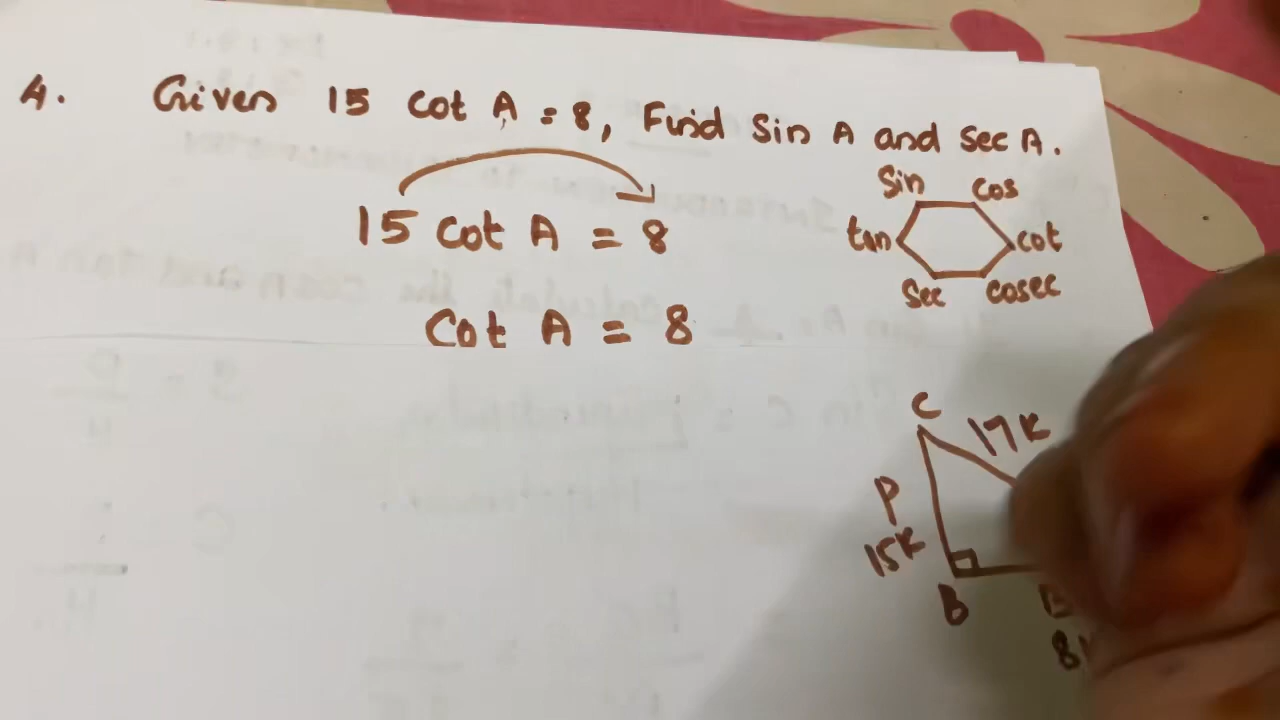 4. Given 15 cot A = 8, Find Sin A and Sec A.
Sin cos
15 cot A = 8
tan cot
Sec cosec
Cot A = 8
C
17K
P
15K
B
8